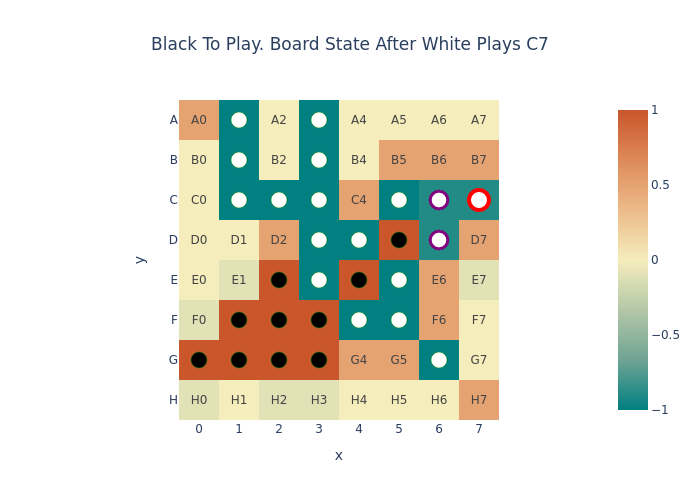 Black To Play. Board State After White Plays C7
A A0 A2 A4 A5 A6 A7
B B0 B2 B4 B5 B6 B7
C C0 C4
D D0 D1 D2 D7
E E0 E1 E6 E7
F F0 F6 F7
G G4 G5 G7
H H0 H1 H2 H3 H4 H5 H6 H7
0 1 2 3 4 5 6 7
x
y
1
0.5
0
−0.5
−1